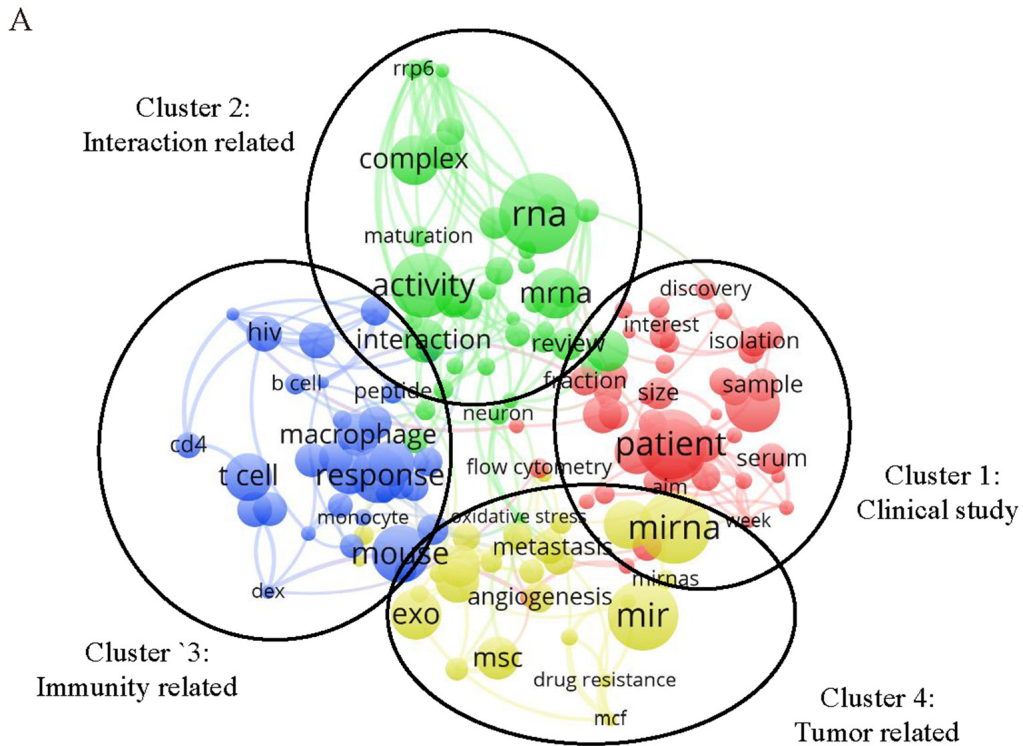 A
rrp6
Cluster 2:
Interaction related
complex
rna
maturation
activity
mrna
discovery
interest
hiv
interaction
review
isolation
b cell
peptide
fraction
size
sample
neuron
cd4
macrophage
patient
t cell
response
flow cytometry
serum
Cluster 1:
Clinical study
aim
monocyte
oxidative stress
mirna
week
mouse
metastasis
dex
mirnas
exo
angiogenesis
mir
Cluster `3:
Immunity related
msc
drug resistance
mcf
Cluster 4:
Tumor related